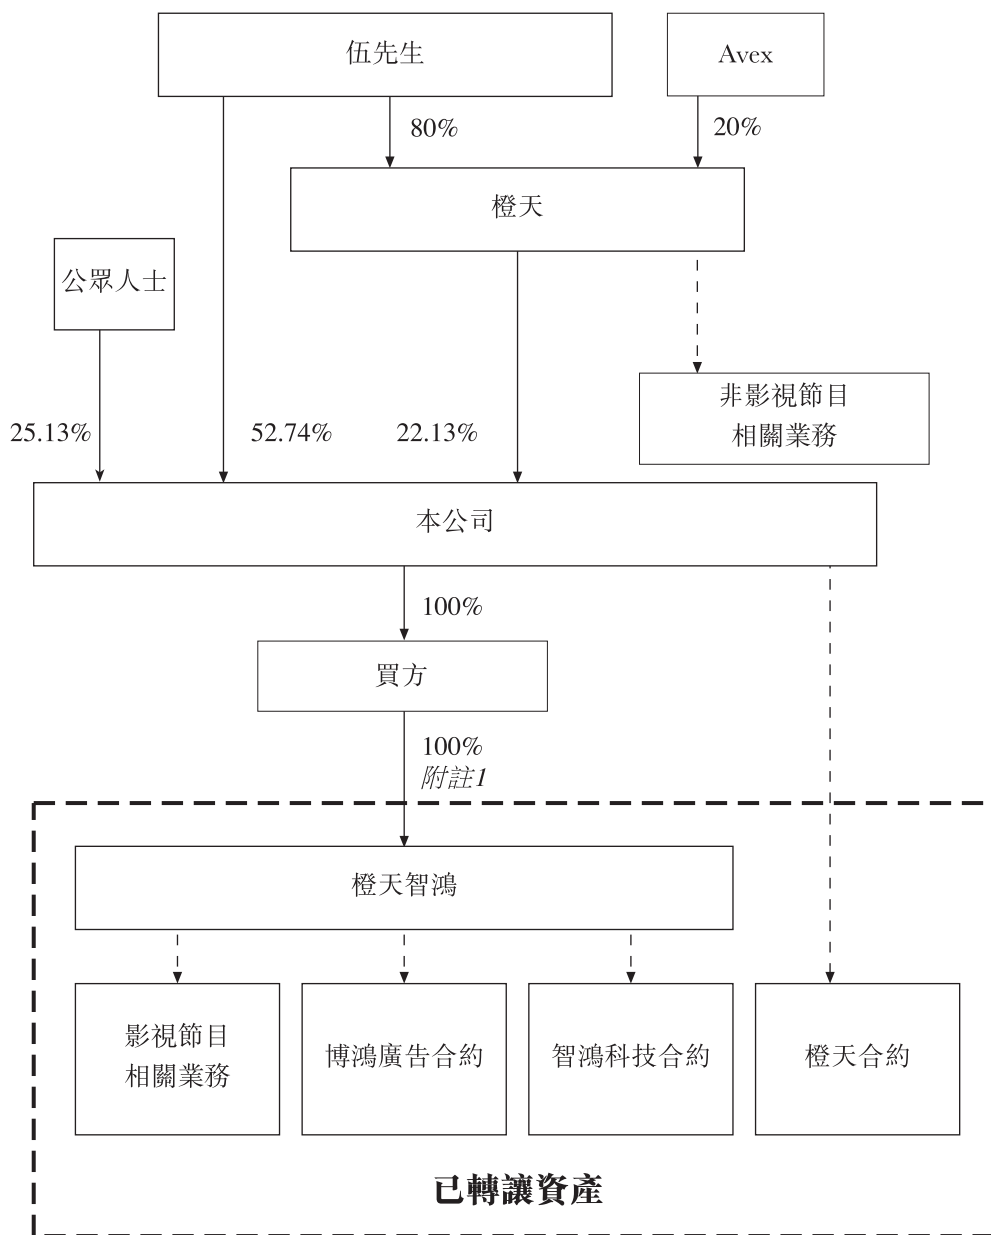 伍先生
Avex
80%
20%
橙天
公眾人士
非影視節目
相關業務
25.13%
52.74%
22.13%
本公司
100%
買方
100%
附註1
橙天智鴻
影視節目
相關業務
博鴻廣告合約
智鴻科技合約
橙天合約
已轉讓資產